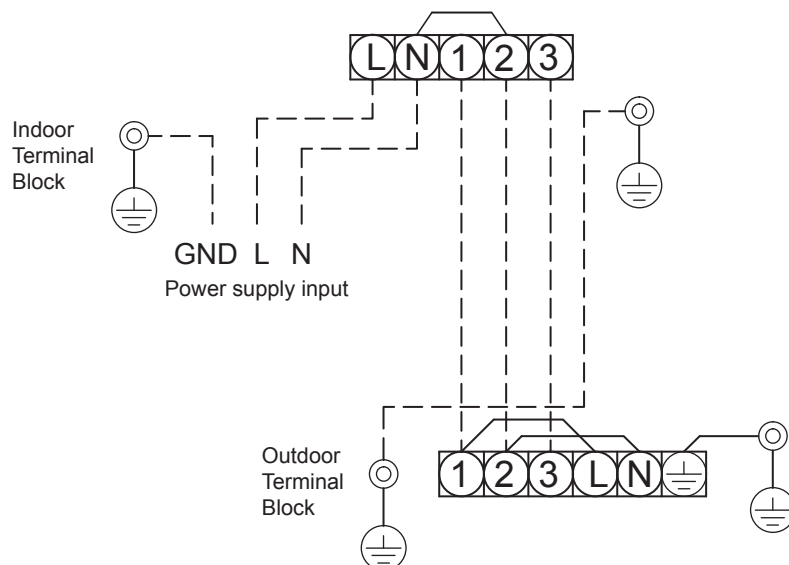 L N 1 2 3
Indoor
Terminal
Block
GND L N
Power supply input
Outdoor
Terminal
Block
1 2 3 L N